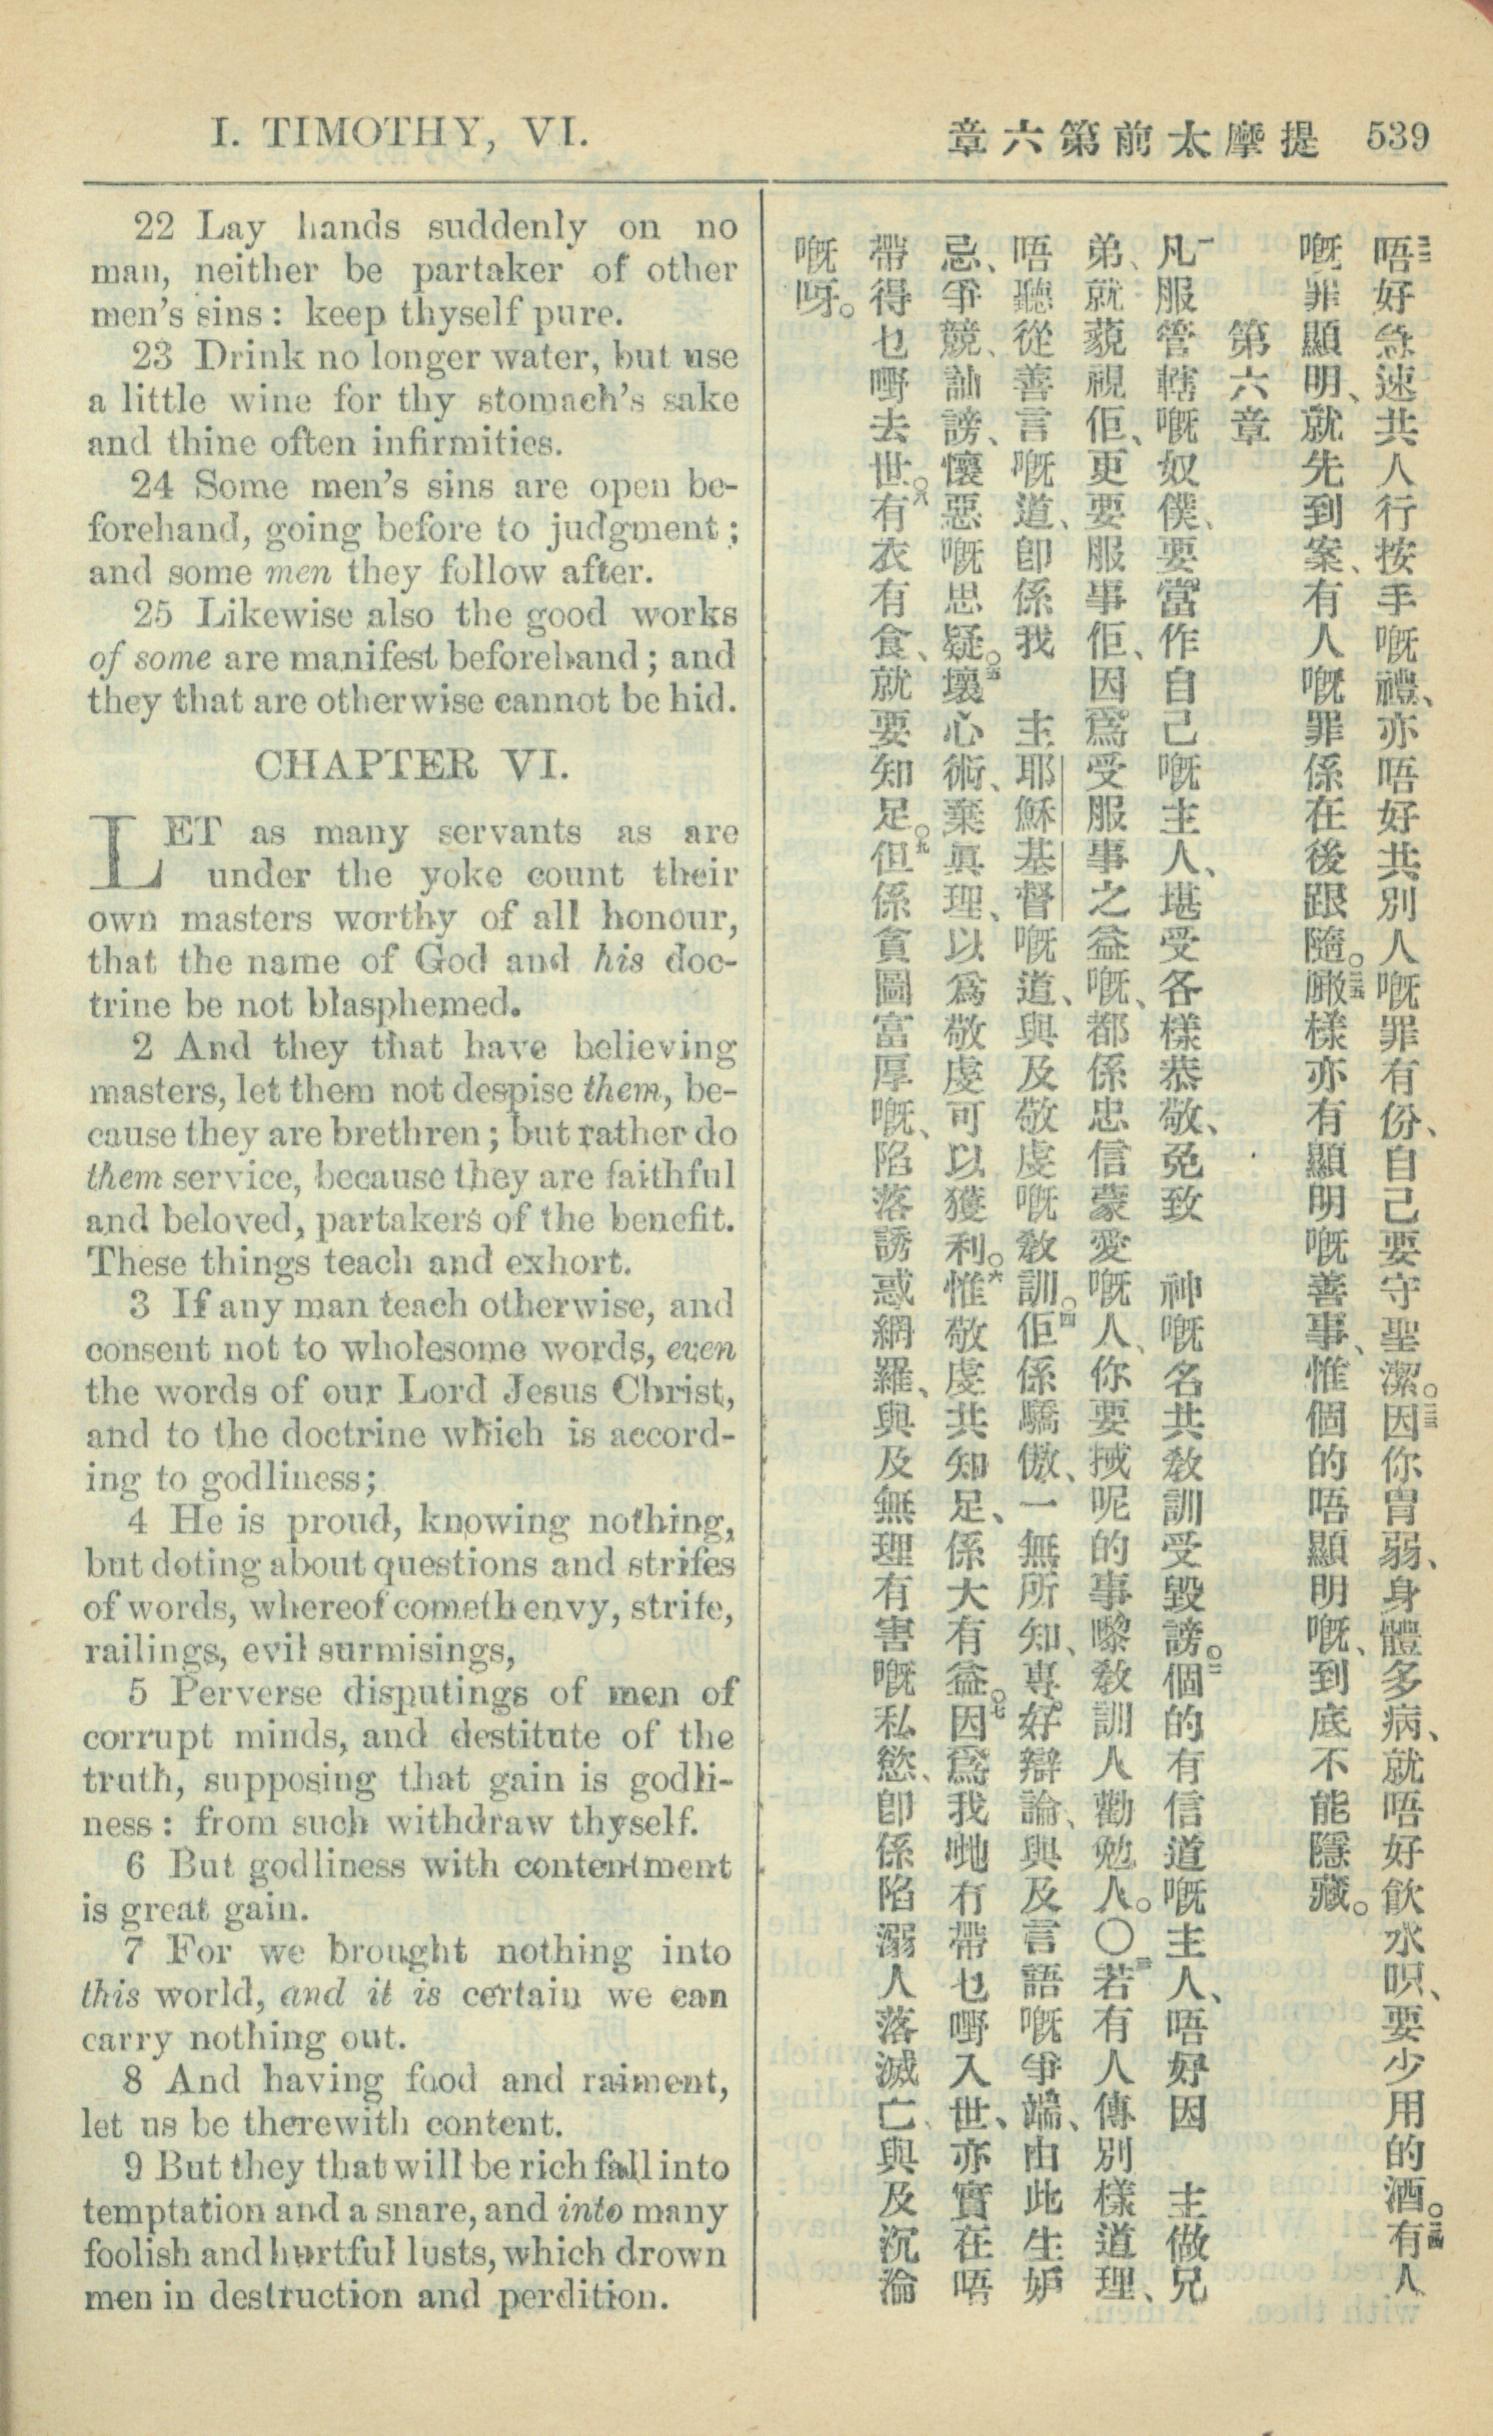 I. TIMOTHY, VI.
章六第前太摩提 539
22 Lay hands suddenly on no
man, neither be partaker of other
men's sins: keep thyself pure.
23 Drink no longer water, but use
a little wine for thy stomach's sake
and thine often infirmities.
24 Some men's sins are open be-
forehand, going before to judgment;
and some men they follow after.
25 Likewise also the good works
of some are manifest beforehand; and
they that are otherwise cannot be hid.
CHAPTER VI.
LET as many servants as are
under the yoke count their
own masters worthy of all honour,
that the name of God and his doc-
trine be not blasphemed.
2 And they that have believing
masters, let them not despise them, be-
cause they are brethren; but rather do
them service, because they are faithful
and beloved, partakers of the benefit.
These things teach and exhort.
3 If any man teach otherwise, and
consent not to wholesome words, even
the words of our Lord Jesus Christ,
and to the doctrine which is accord-
ing to godliness;
4 He is proud, knowing nothing,
but doting about questions and strifes
of words, whereof cometh envy, strife,
railings, evil surmisings,
5 Perverse disputings of men of
corrupt minds, and destitute of the
truth, supposing that gain is godli-
ness: from such withdraw thyself.
6 But godliness with contentment
is great gain.
7 For we brought nothing into
this world, and it is certain we can
carry nothing out.
8 And having food and raiment,
let us be therewith content.
9 But they that will be rich fall into
temptation and a snare, and into many
foolish and hurtful lusts, which drown
men in destruction and perdition.
唔好急速共人行按手嘅禮、亦唔好共別人嘅罪有份、自己要守聖潔。因你胃弱、身體多病、就唔好飲水呮、要少用的酒。有人
嘅罪顯明、就先到案、有人嘅罪係在後跟隨。噉樣亦有顯明嘅善事、惟個的唔顯明嘅、到底不能隱藏。
第六章
一凡服管轄嘅奴僕、要當作自己嘅主人、堪受各樣恭敬、免致 神嘅名共教訓受毀謗。二個的有信道嘅主人、唔好因 主做兄
弟、就藐視佢、更要服事佢、因爲受服事之益嘅、都係忠信蒙愛嘅人、你要搣呢的事嚟教訓人勸勉人。〇三若有人傳別樣道理、
唔聽從善言嘅道、卽係我 主耶穌基督嘅道、與及敬虔嘅教訓。四佢係驕傲、一無所知、專好辯論、與及言語嘅爭端、由此生妒
忌、爭競、訕謗、懷惡嘅思疑。五壞心術、棄眞理、以爲敬虔可以獲利。六惟敬虔共知足、係大有益。七因爲我哋冇帶乜嘢入世、亦實在唔
帶得乜嘢去世。八有衣有食、就要知足。九但係貪圖富厚嘅、陷落誘惑網羅、與及無理有害嘅私慾、卽係陷溺人落滅亡、與及沉淪
嘅呀。